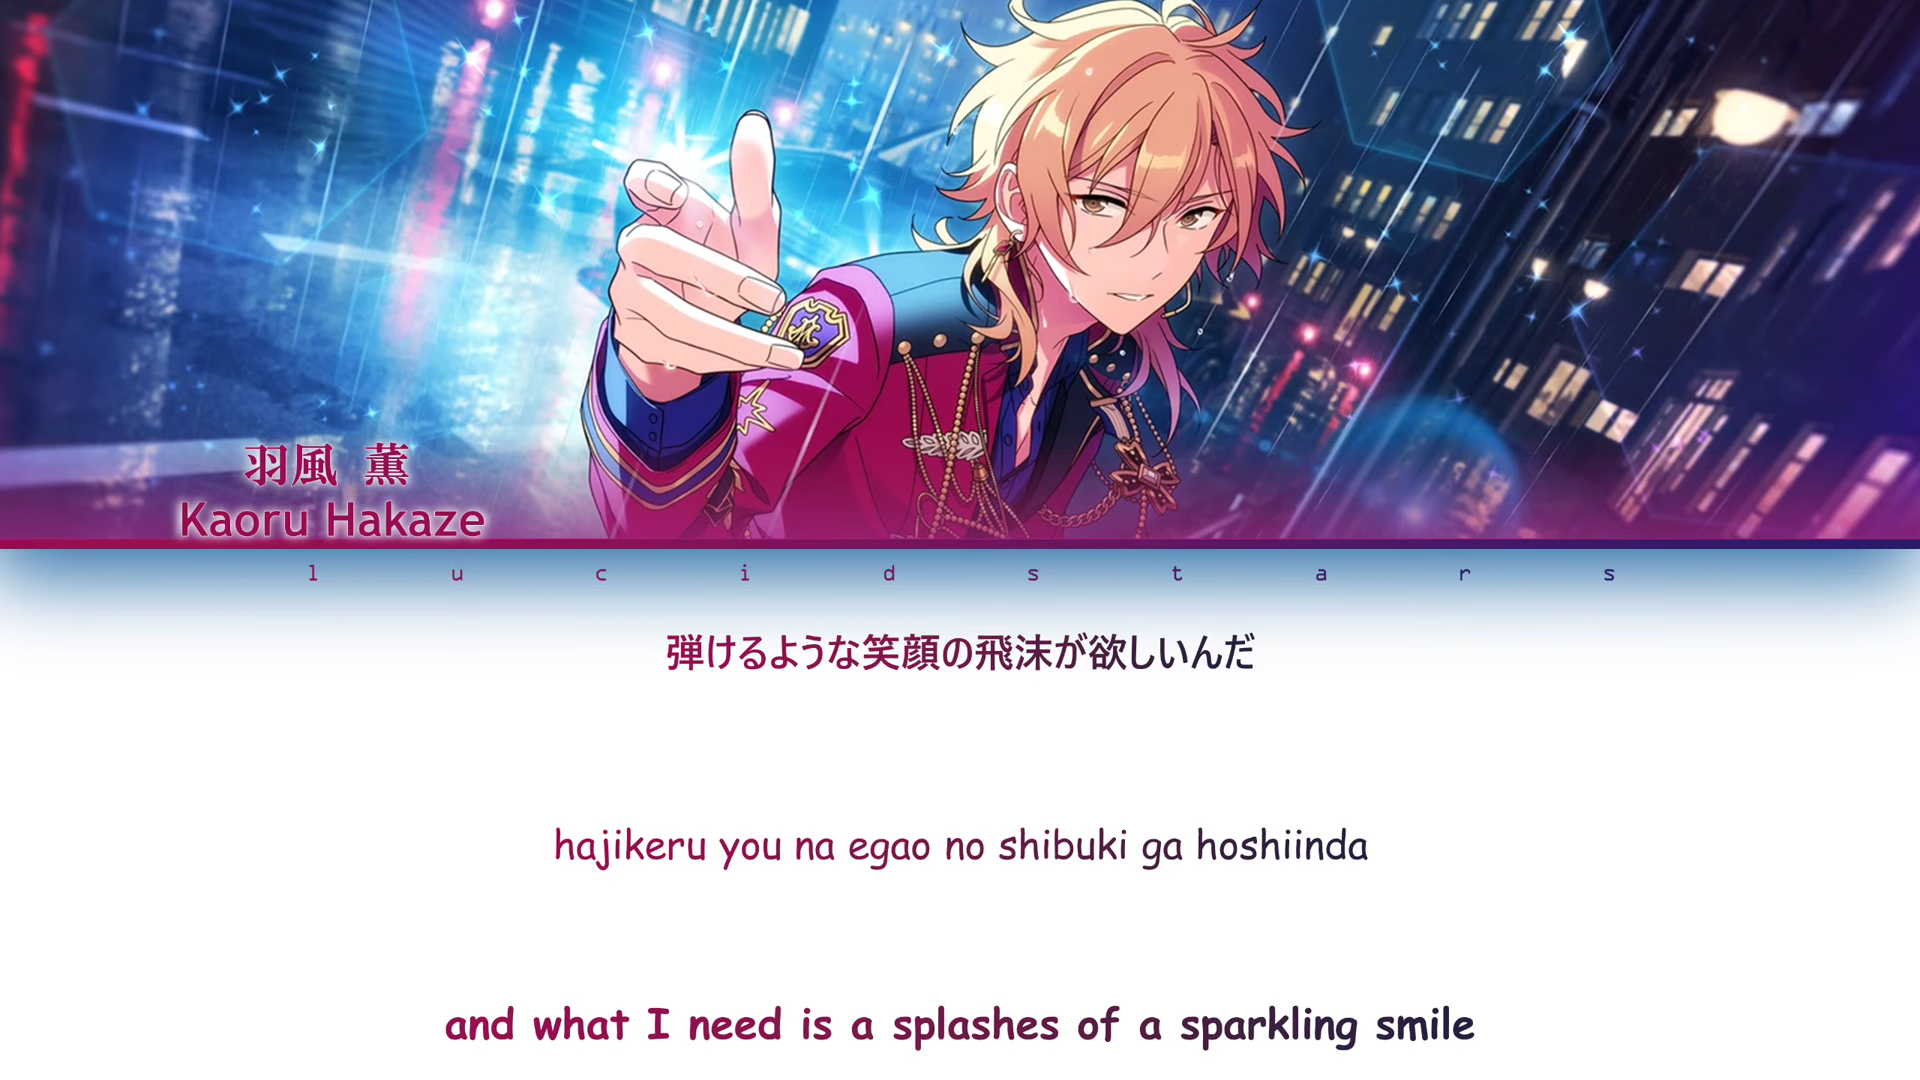 羽風 薫
Kaoru Hakaze
l u c i d s t a r s
弾けるような笑顔の飛沫が欲しいんだ
hajikeru you na egao no shibuki ga hoshiinda
and what I need is a splashes of a sparkling smile